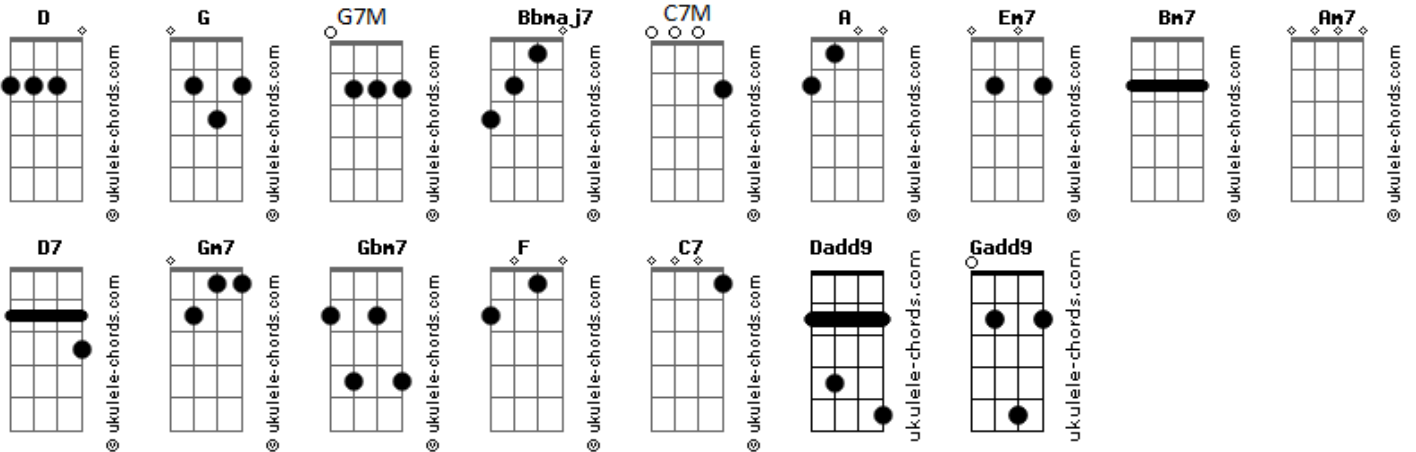 D G G7M Bbmaj7 C7M A Em7 Bm7 Am7
© ukulele-chords.com © ukulele-chords.com © ukulele-chords.com © ukulele-chords.com © ukulele-chords.com © ukulele-chords.com © ukulele-chords.com © ukulele-chords.com © ukulele-chords.com
D7 Gm7 Gbm7 F C7 Dadd9 Gadd9
© ukulele-chords.com © ukulele-chords.com © ukulele-chords.com © ukulele-chords.com © ukulele-chords.com ukulele-chords.com ukulele-chords.com